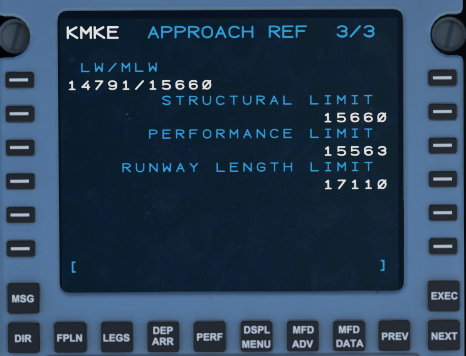 KMKE APPROACH REF 3/3
LW/MLW
14791/15660
STRUCTURAL LIMIT
15660
PERFORMANCE LIMIT
15563
RUNWAY LENGTH LIMIT
17110
[ ]
MSG
EXEC
DIR FPLN LEGS DEP ARR PERF DSPL MENU MFD ADV MFD DATA PREV NEXT